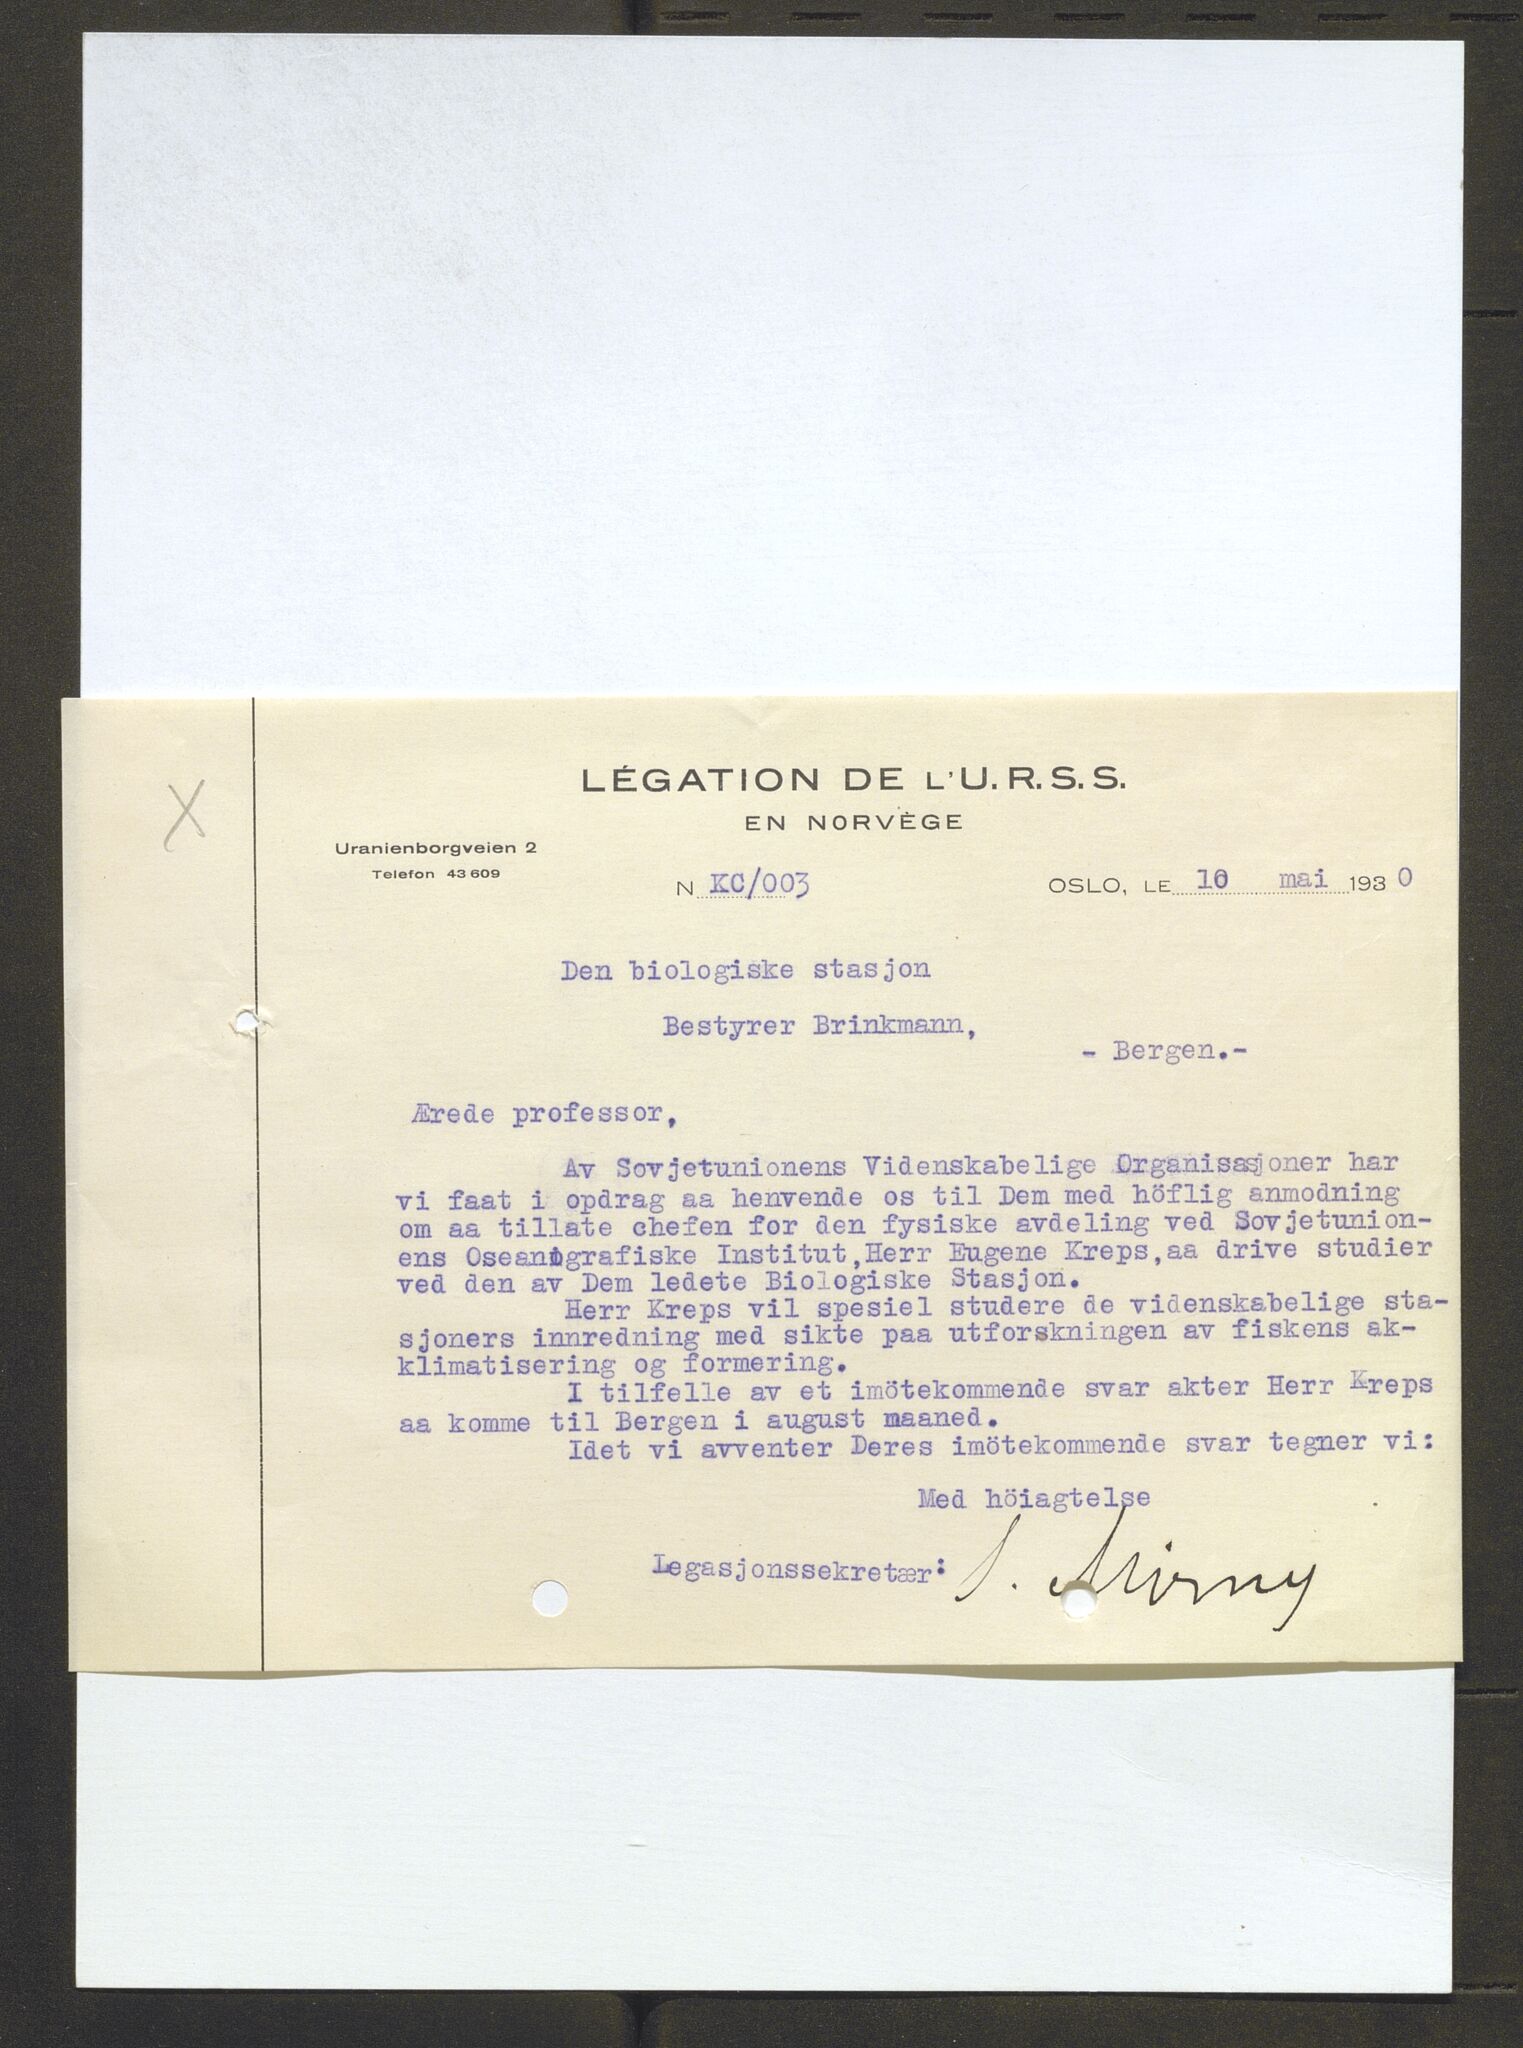 LÉGATION DE L'U.R.S.S.
EN NORVÈGE
Uranienborgveien 2
Telefon 43609
N KC/003
OSLO, LE 10 mai 1930
Den biologiske stasjon
Bestyrer Brinkmann,
- Bergen.-
Ærede professor,
Av Sovjetunionens Videnskabelige Organisasjoner har
vi faat i opdrag aa henvende os til Dem med höflig anmodning
om aa tillate chefen for den fysiske avdeling ved Sovjetunion-
ens Oseanografiske Institut, Herr Eugene Kreps, aa drive studier
ved den av Dem ledete Biologiske Stasjon.
Herr Kreps vil spesiel studere de videnskabelige sta-
sjoners innredning med sikte paa utforskningen av fiskens ak-
klimatisering og formering.
I tilfelle av et imötekommende svar akter Herr Kreps
aa komme til Bergen i august maaned.
Idet vi avventer Deres imötekommende svar tegner vi:
Med höiagtelse
Legasjonssekretær: S. Mirny